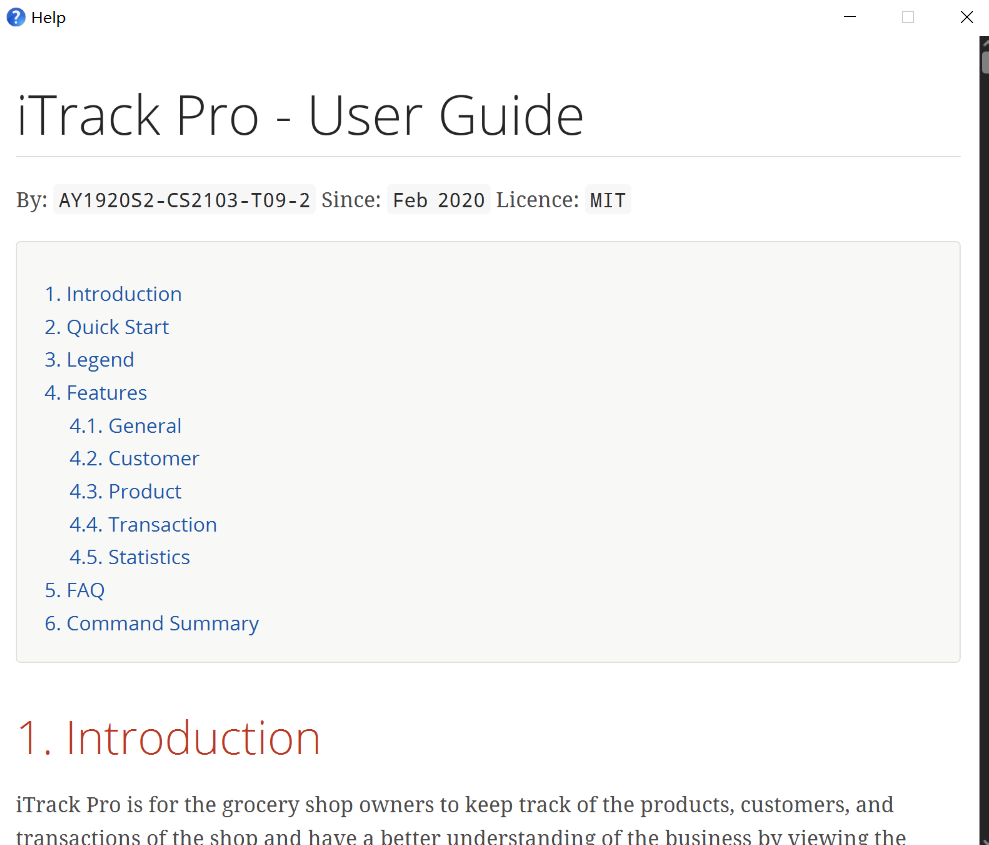 Help
iTrack Pro - User Guide
By: AY1920S2-CS2103-T09-2 Since: Feb 2020 Licence: MIT
1. Introduction
2. Quick Start
3. Legend
4. Features
4.1. General
4.2. Customer
4.3. Product
4.4. Transaction
4.5. Statistics
5. FAQ
6. Command Summary
1. Introduction
iTrack Pro is for the grocery shop owners to keep track of the products, customers, and
transactions of the shop and have a better understanding of the business by viewing the